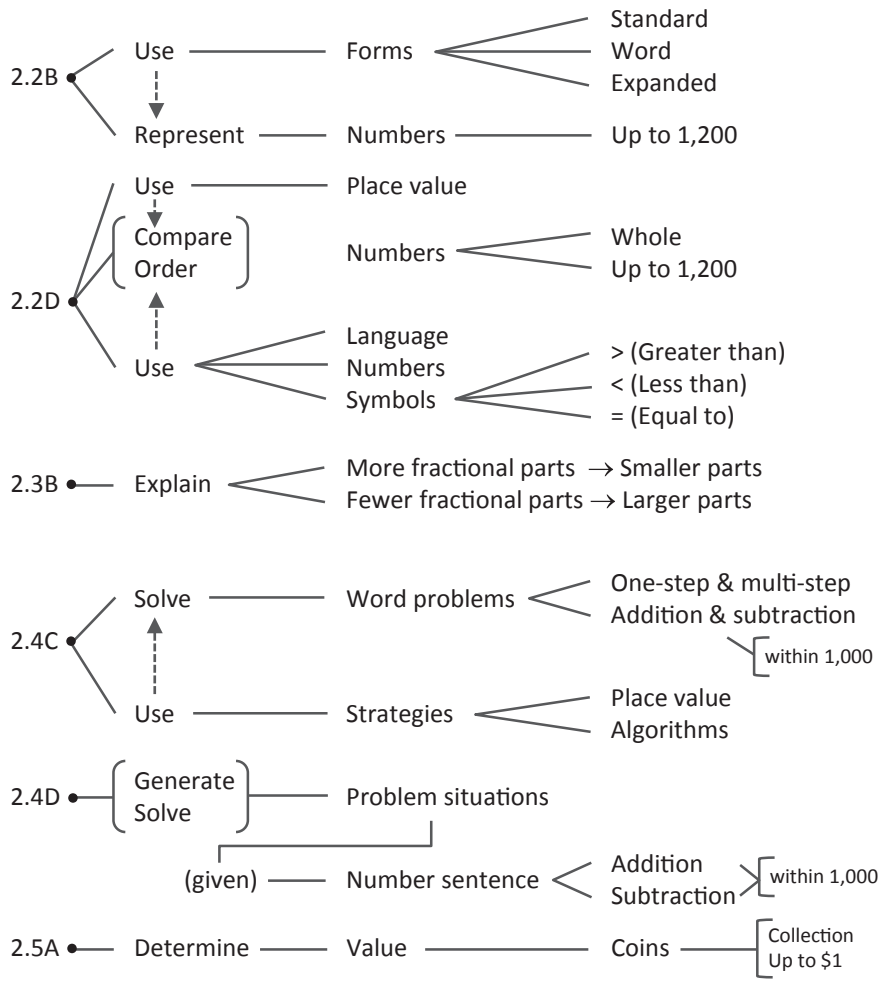 Standard
Use Forms Word
2.2B
Expanded
Represent Numbers Up to 1,200
Use Place value
Compare
Whole
Numbers
Order
Up to 1,200
2.2D
Language
> (Greater than)
Use Numbers
< (Less than)
Symbols
= (Equal to)
More fractional parts → Smaller parts
2.3B Explain
Fewer fractional parts → Larger parts
One-step & multi-step
Solve Word problems
Addition & subtraction
2.4C
within 1,000
Place value
Use Strategies
Algorithms
Generate
2.4D Problem situations
Solve
Addition
(given) Number sentence within 1,000
Subtraction
Collection
2.5A Determine Value Coins
Up to $1